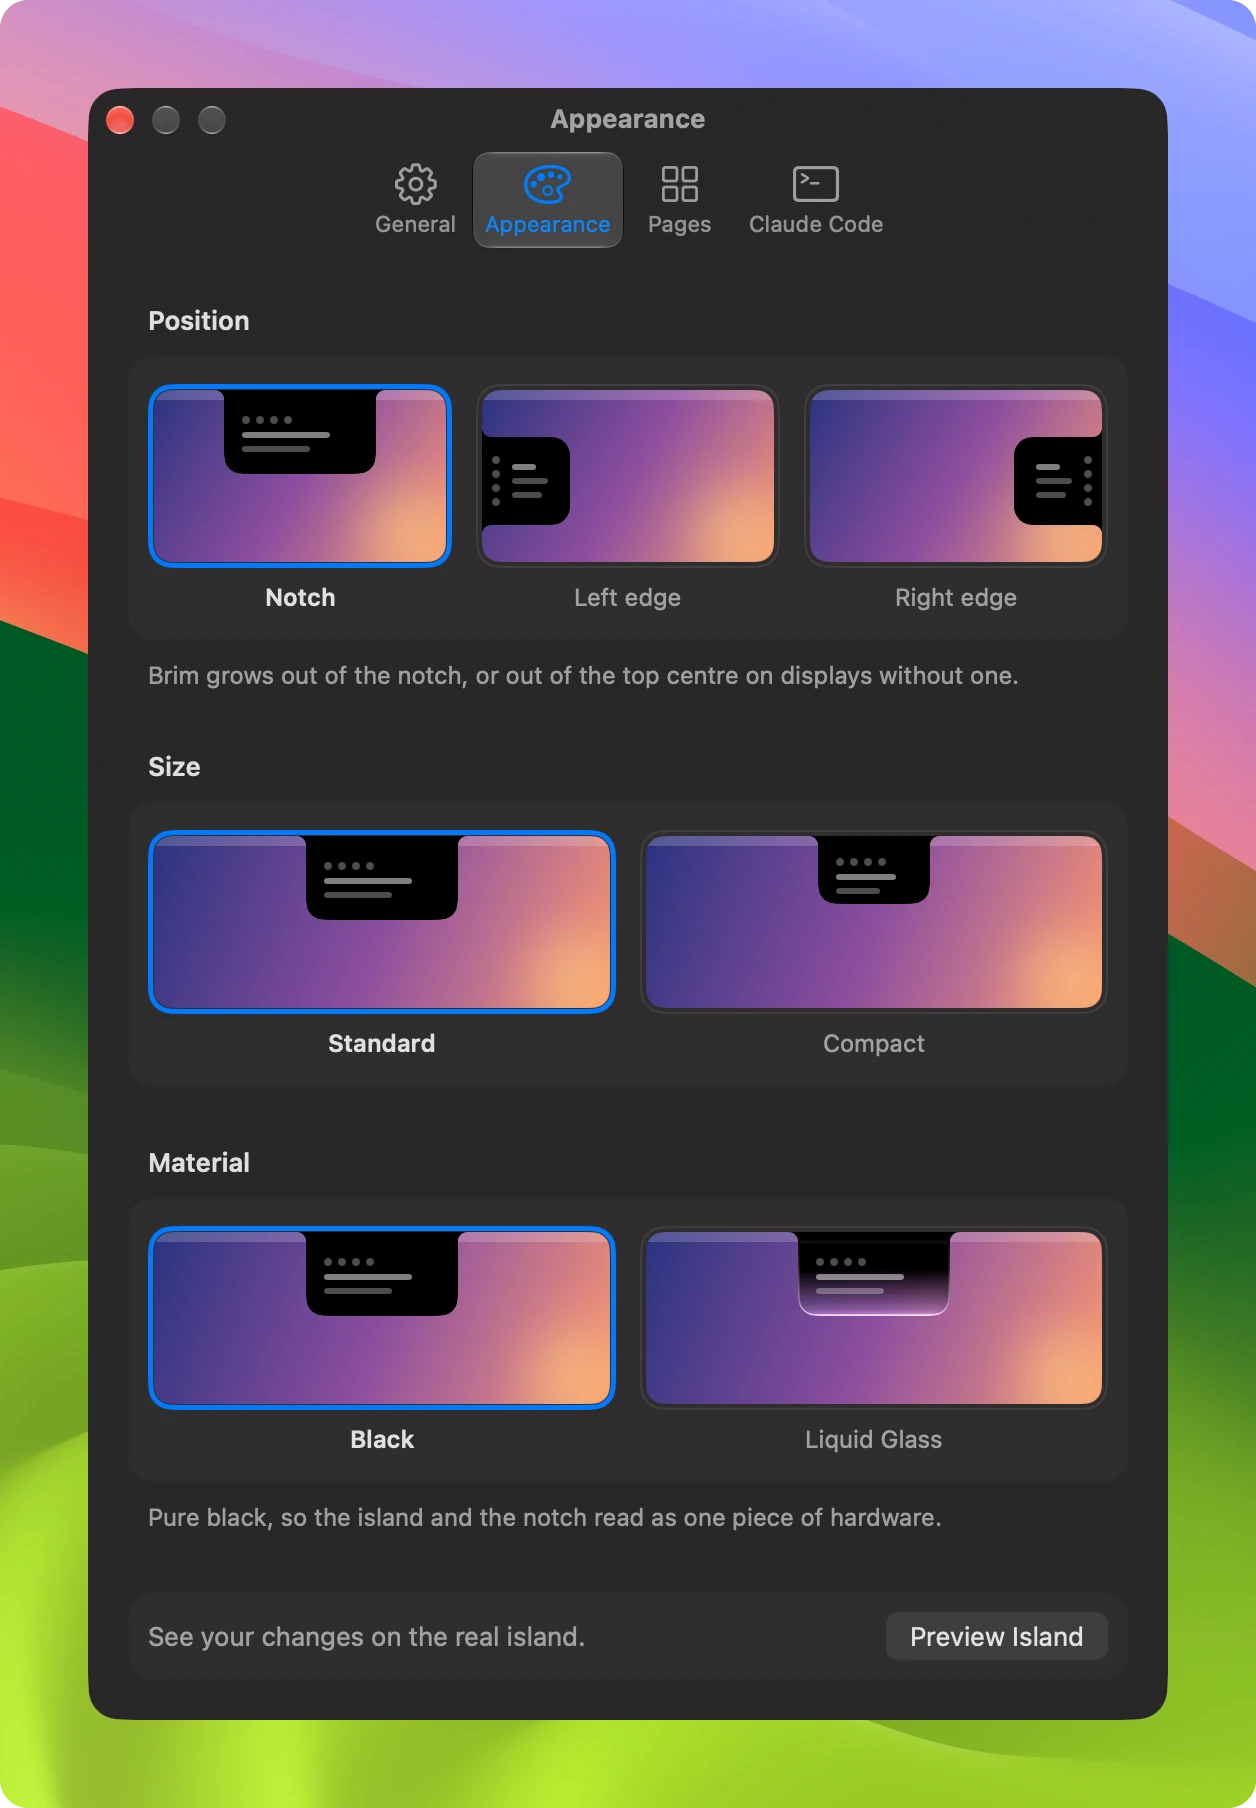 Appearance
General
Appearance
Pages
Claude Code
Position
Notch
Left edge
Right edge
Brim grows out of the notch, or out of the top centre on displays without one.
Size
Standard
Compact
Material
Black
Liquid Glass
Pure black, so the island and the notch read as one piece of hardware.
See your changes on the real island.
Preview Island